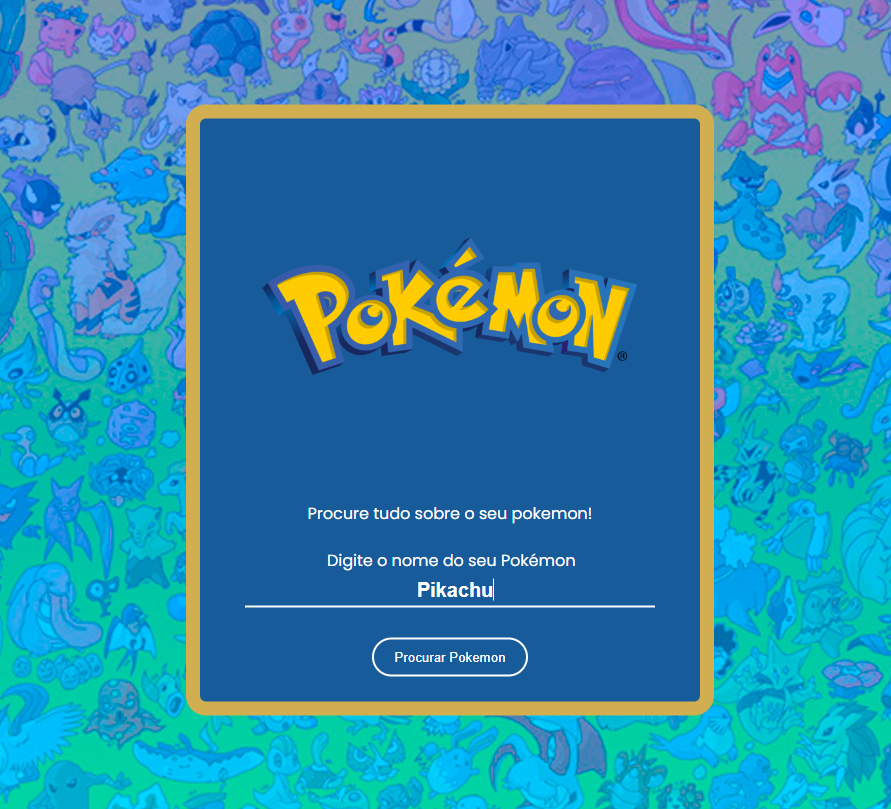 POKéMON®
Procure tudo sobre o seu pokemon!
Digite o nome do seu Pokémon
Pikachu
Procurar Pokemon